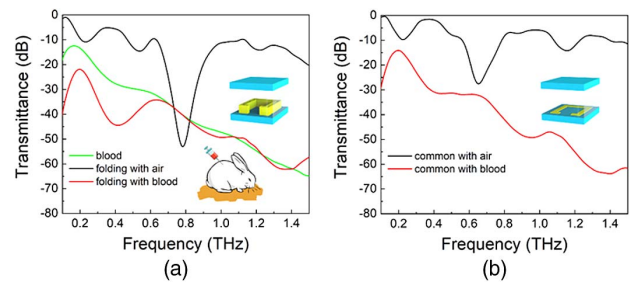 0
-10
-20
-30
-40
-50
-60
-70
-80
Transmittance (dB)
blood
folding with air
folding with blood
0.2 0.4 0.6 0.8 1.0 1.2 1.4
Frequency (THz)
(a)
0
-10
-20
-30
-40
-50
-60
-70
-80
Transmittance (dB)
common with air
common with blood
0.2 0.4 0.6 0.8 1.0 1.2 1.4
Frequency (THz)
(b)